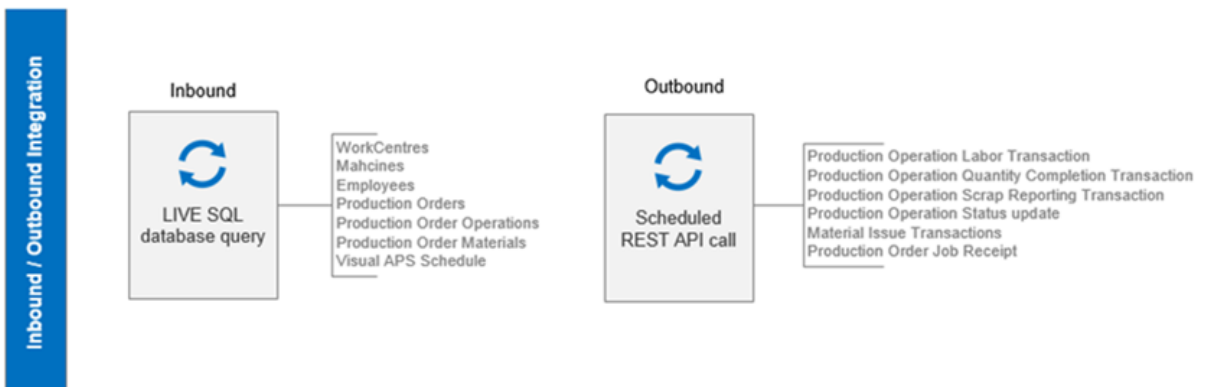 Inbound / Outbound Integration
Inbound
LIVE SQL
database query
WorkCentres
Mahcines
Employees
Production Orders
Production Order Operations
Production Order Materials
Visual APS Schedule
Outbound
Scheduled
REST API call
Production Operation Labor Transaction
Production Operation Quantity Completion Transaction
Production Operation Scrap Reporting Transaction
Production Operation Status update
Material Issue Transactions
Production Order Job Receipt